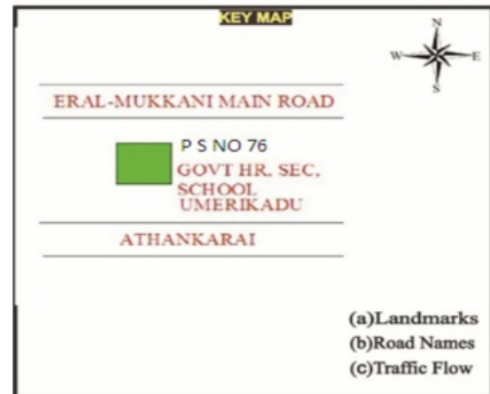 KEY MAP
N
W E
S
ERAL-MUKKANI MAIN ROAD
P S NO 76
GOVT HR. SEC,
SCHOOL
UMERIKADU
ATHANKARAI
(a)Landmarks
(b)Road Names
(c)Traffic Flow